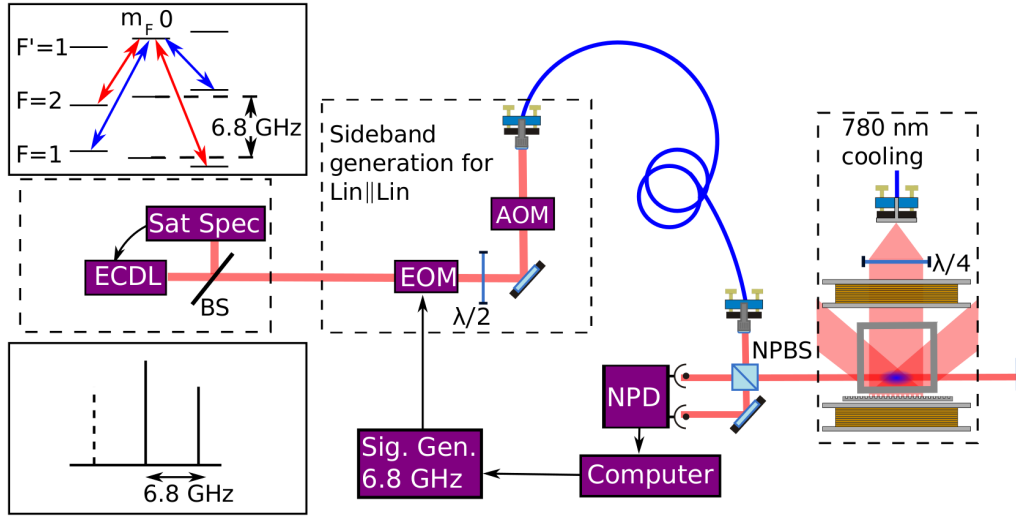 m_F 0
F'=1
F=2
6.8 GHz
F=1
Sideband
generation for
Lin||Lin
AOM
780 nm
cooling
Sat Spec
ECDL
BS
EOM
λ/2
λ/4
NPBS
NPD
Sig. Gen.
6.8 GHz
Computer
6.8 GHz